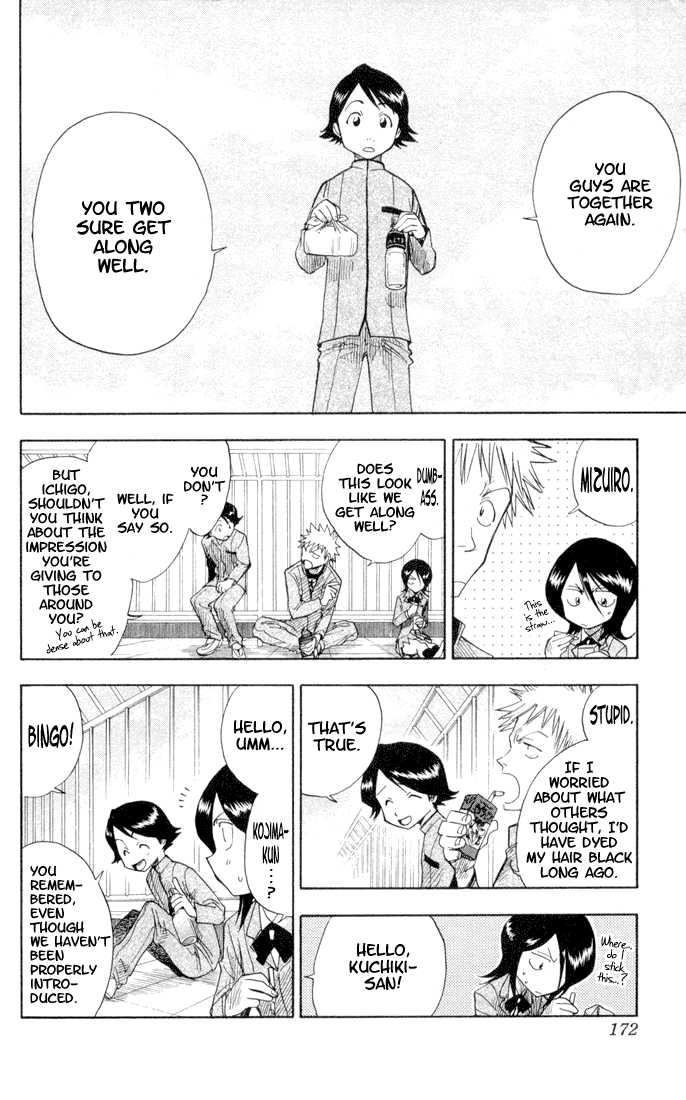 YOU
GUYS ARE
TOGETHER
AGAIN.
YOU TWO
SURE GET
ALONG
WELL.
MIZUIRO.
This
is the
straw...
DUMB-
ASS.
DOES
THIS LOOK
LIKE WE
GET ALONG
WELL?
YOU
DON'T
?
WELL, IF
YOU
SAY SO.
BUT
ICHIGO,
SHOULDN'T
YOU THINK
ABOUT THE
IMPRESSION
YOU'RE
GIVING TO
THOSE
AROUND
YOU?
You can be
dense about that.
STUPID.
IF I
WORRIED
ABOUT WHAT
OTHERS
THOUGHT, I'D
HAVE DYED
MY HAIR BLACK
LONG AGO.
THAT'S
TRUE.
Where...
do I
stick
this...?
HELLO,
KUCHIKI-
SAN!
HELLO,
UMM...
KOJIMA-
KUN
...?
BINGO!
YOU
REMEM-
BERED,
EVEN
THOUGH
WE HAVEN'T
BEEN
PROPERLY
INTRO-
DUCED.
172